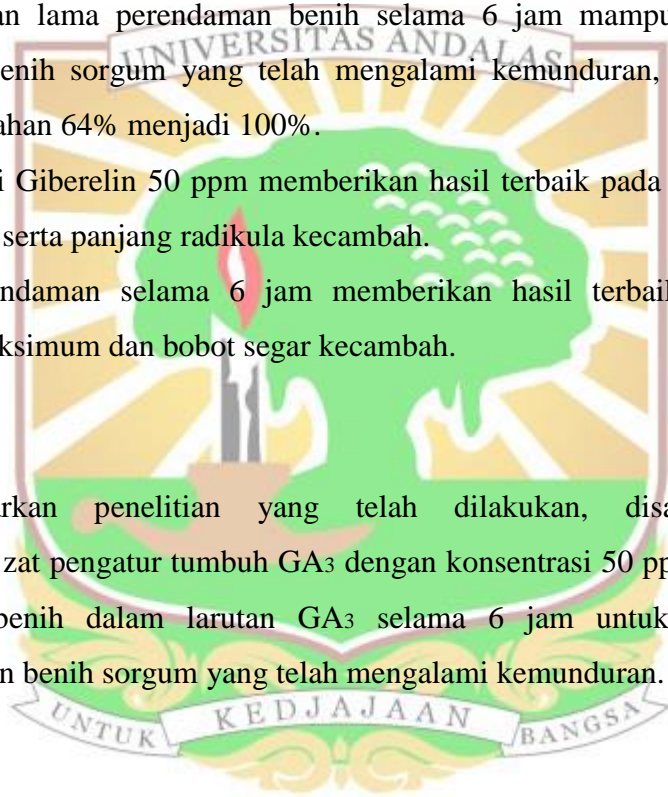 an lama perendaman benih selama 6 jam mampu
UNIVERSITAS ANDALAS
enih sorgum yang telah mengalami kemunduran,
ahan 64% menjadi 100%.
i Giberelin 50 ppm memberikan hasil terbaik pada
serta panjang radikula kecambah.
ndaman selama 6 jam memberikan hasil terbaik
ksimum dan bobot segar kecambah.
rkan penelitian yang telah dilakukan, disa
zat pengatur tumbuh GA3 dengan konsentrasi 50 pp
benih dalam larutan GA3 selama 6 jam untuk
n benih sorgum yang telah mengalami kemunduran.
UNTUK KEDJAJAAN BANGSA